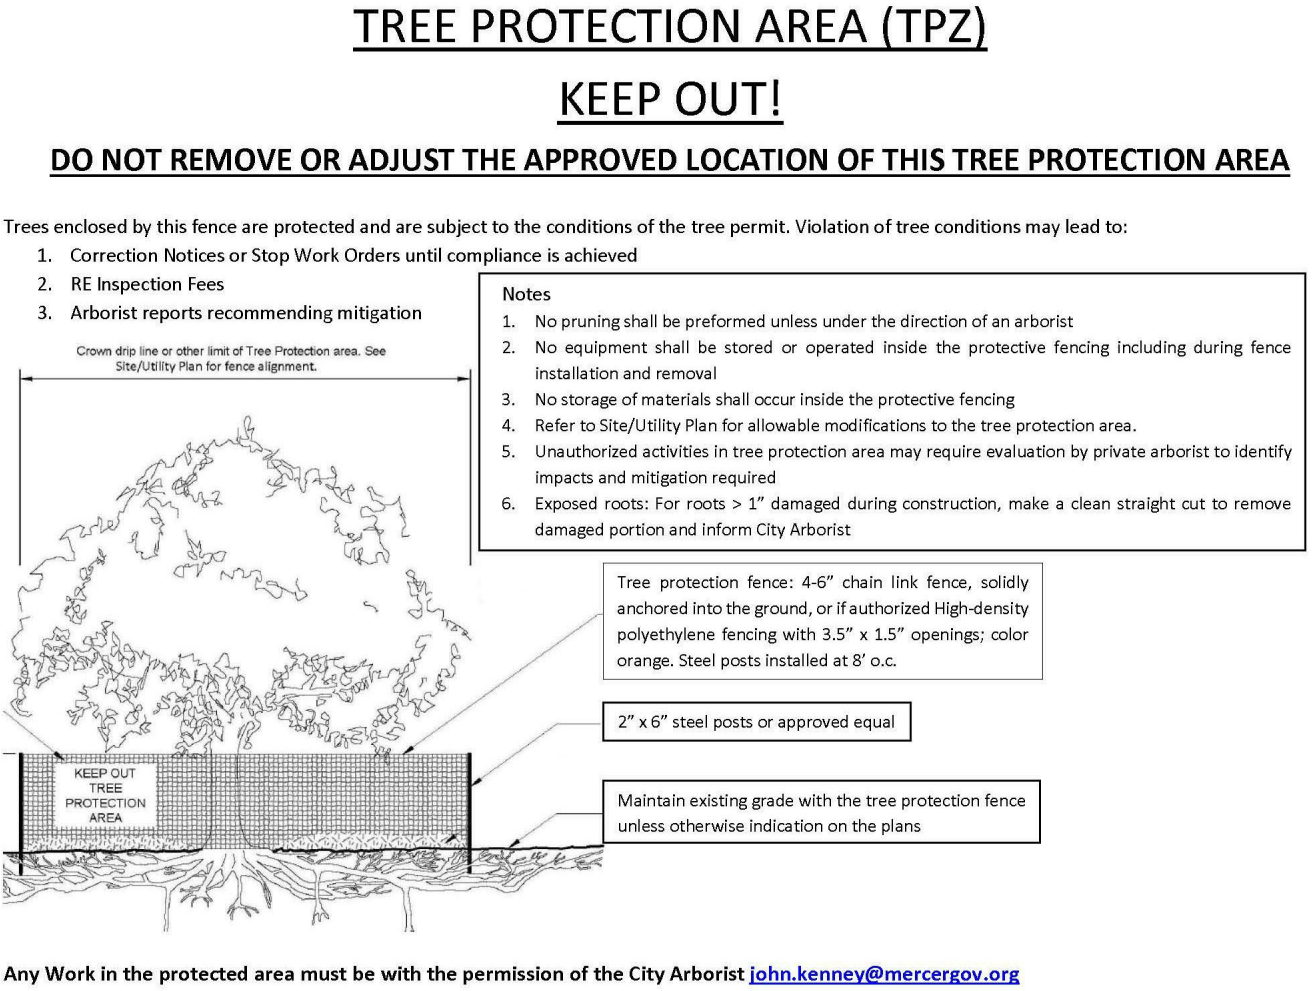 TREE PROTECTION AREA (TPZ)
KEEP OUT!
DO NOT REMOVE OR ADJUST THE APPROVED LOCATION OF THIS TREE PROTECTION AREA
Trees enclosed by this fence are protected and are subject to the conditions of the tree permit. Violation of tree conditions may lead to:
1. Correction Notices or Stop Work Orders until compliance is achieved
2. RE Inspection Fees
3. Arborist reports recommending mitigation
Notes
1. No pruning shall be preformed unless under the direction of an arborist
2. No equipment shall be stored or operated inside the protective fencing including during fence
installation and removal
3. No storage of materials shall occur inside the protective fencing
4. Refer to Site/Utility Plan for allowable modifications to the tree protection area.
5. Unauthorized activities in tree protection area may require evaluation by private arborist to identify
impacts and mitigation required
6. Exposed roots: For roots > 1” damaged during construction, make a clean straight cut to remove
damaged portion and inform City Arborist
Crown drip line or other limit of Tree Protection area. See
Site/Utility Plan for fence alignment.
Tree protection fence: 4-6” chain link fence, solidly
anchored into the ground, or if authorized High-density
polyethylene fencing with 3.5” x 1.5” openings; color
orange. Steel posts installed at 8’ o.c.
2” x 6” steel posts or approved equal
KEEP OUT
TREE
PROTECTION
AREA
Maintain existing grade with the tree protection fence
unless otherwise indication on the plans
Any Work in the protected area must be with the permission of the City Arborist john.kenney@mercergov.org